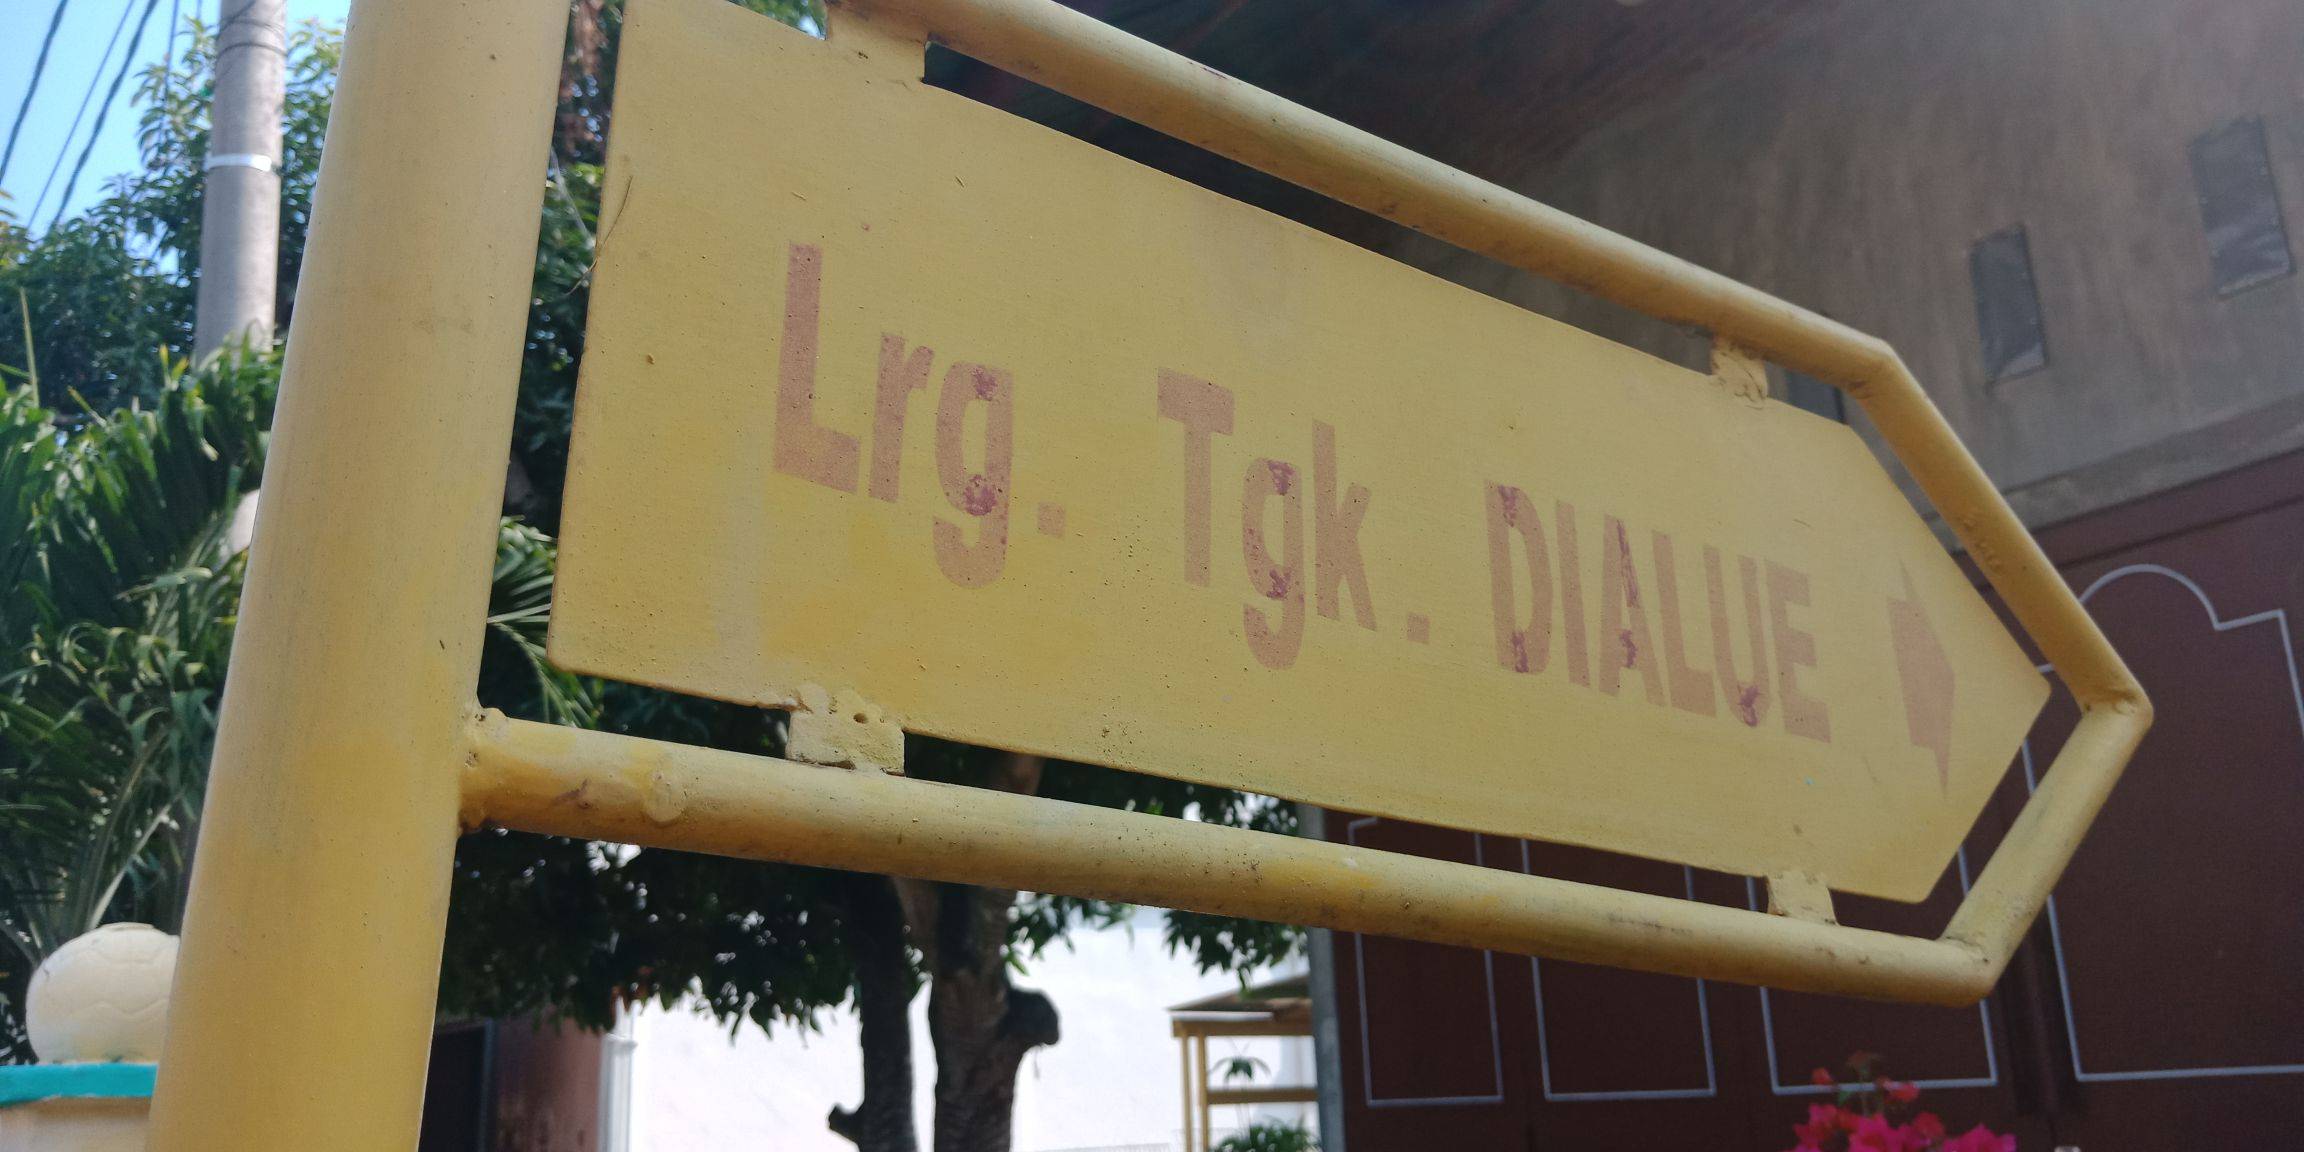 Lrg. Tgk. DIALUE